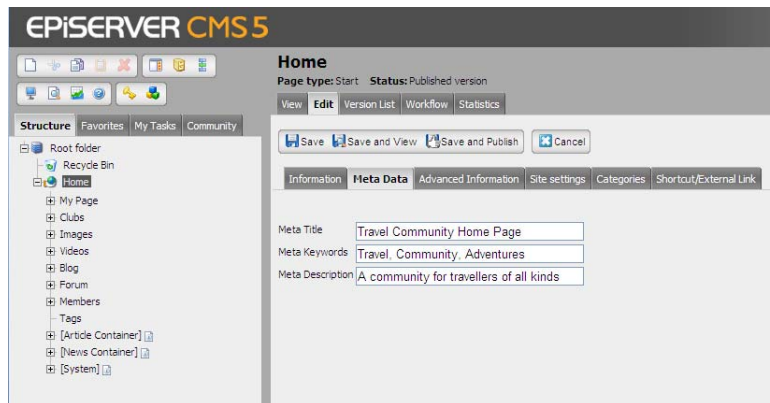 EPiSERVER CMS 5
Home
Page type: Start Status: Published version
View Edit Version List Workflow Statistics
Structure Favorites My Tasks Community
Save Save and View Save and Publish Cancel
Root folder
Recycle Bin
Home
My Page
Clubs
Images
Videos
Blog
Forum
Members
Tags
[Article Container]
[News Container]
[System]
Information Meta Data Advanced Information Site settings Categories Shortcut/External Link
Meta Title Travel Community Home Page
Meta Keywords Travel, Community, Adventures
Meta Description A community for travellers of all kinds